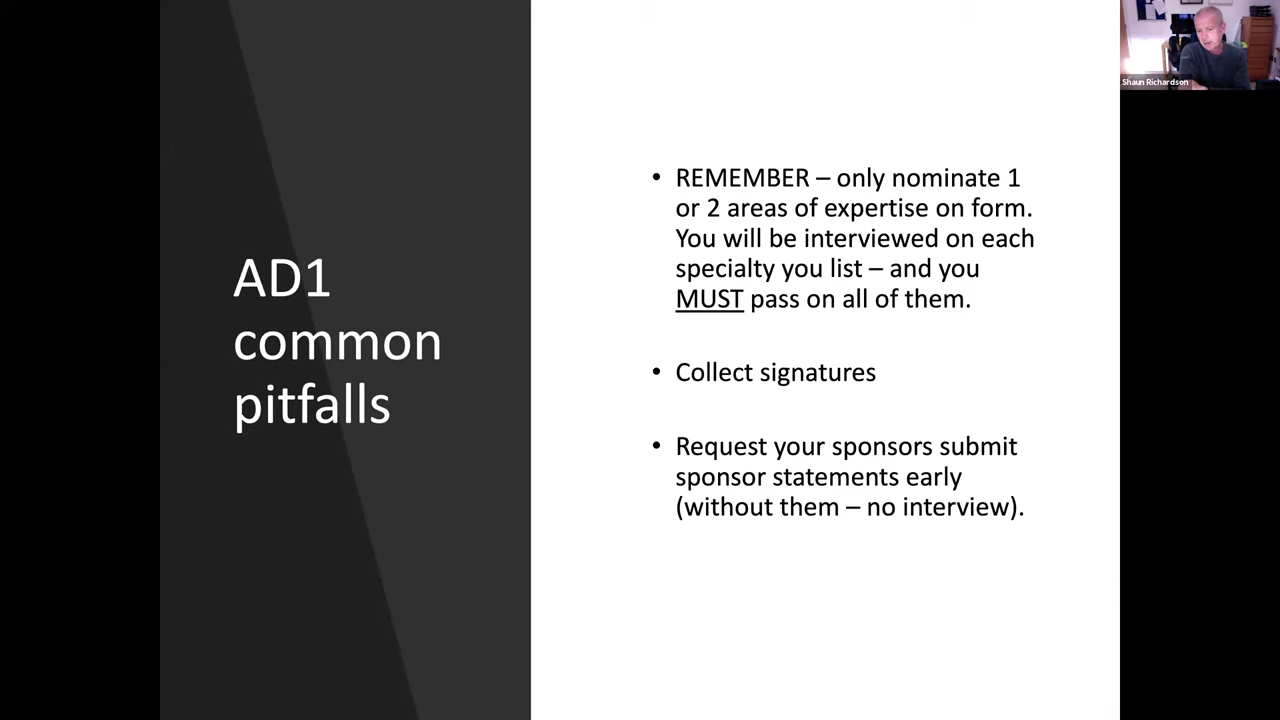 AD1
common
pitfalls
• REMEMBER – only nominate 1
or 2 areas of expertise on form.
You will be interviewed on each
specialty you list – and you
MUST pass on all of them.
• Collect signatures
• Request your sponsors submit
sponsor statements early
(without them – no interview).
Shaun Richardson